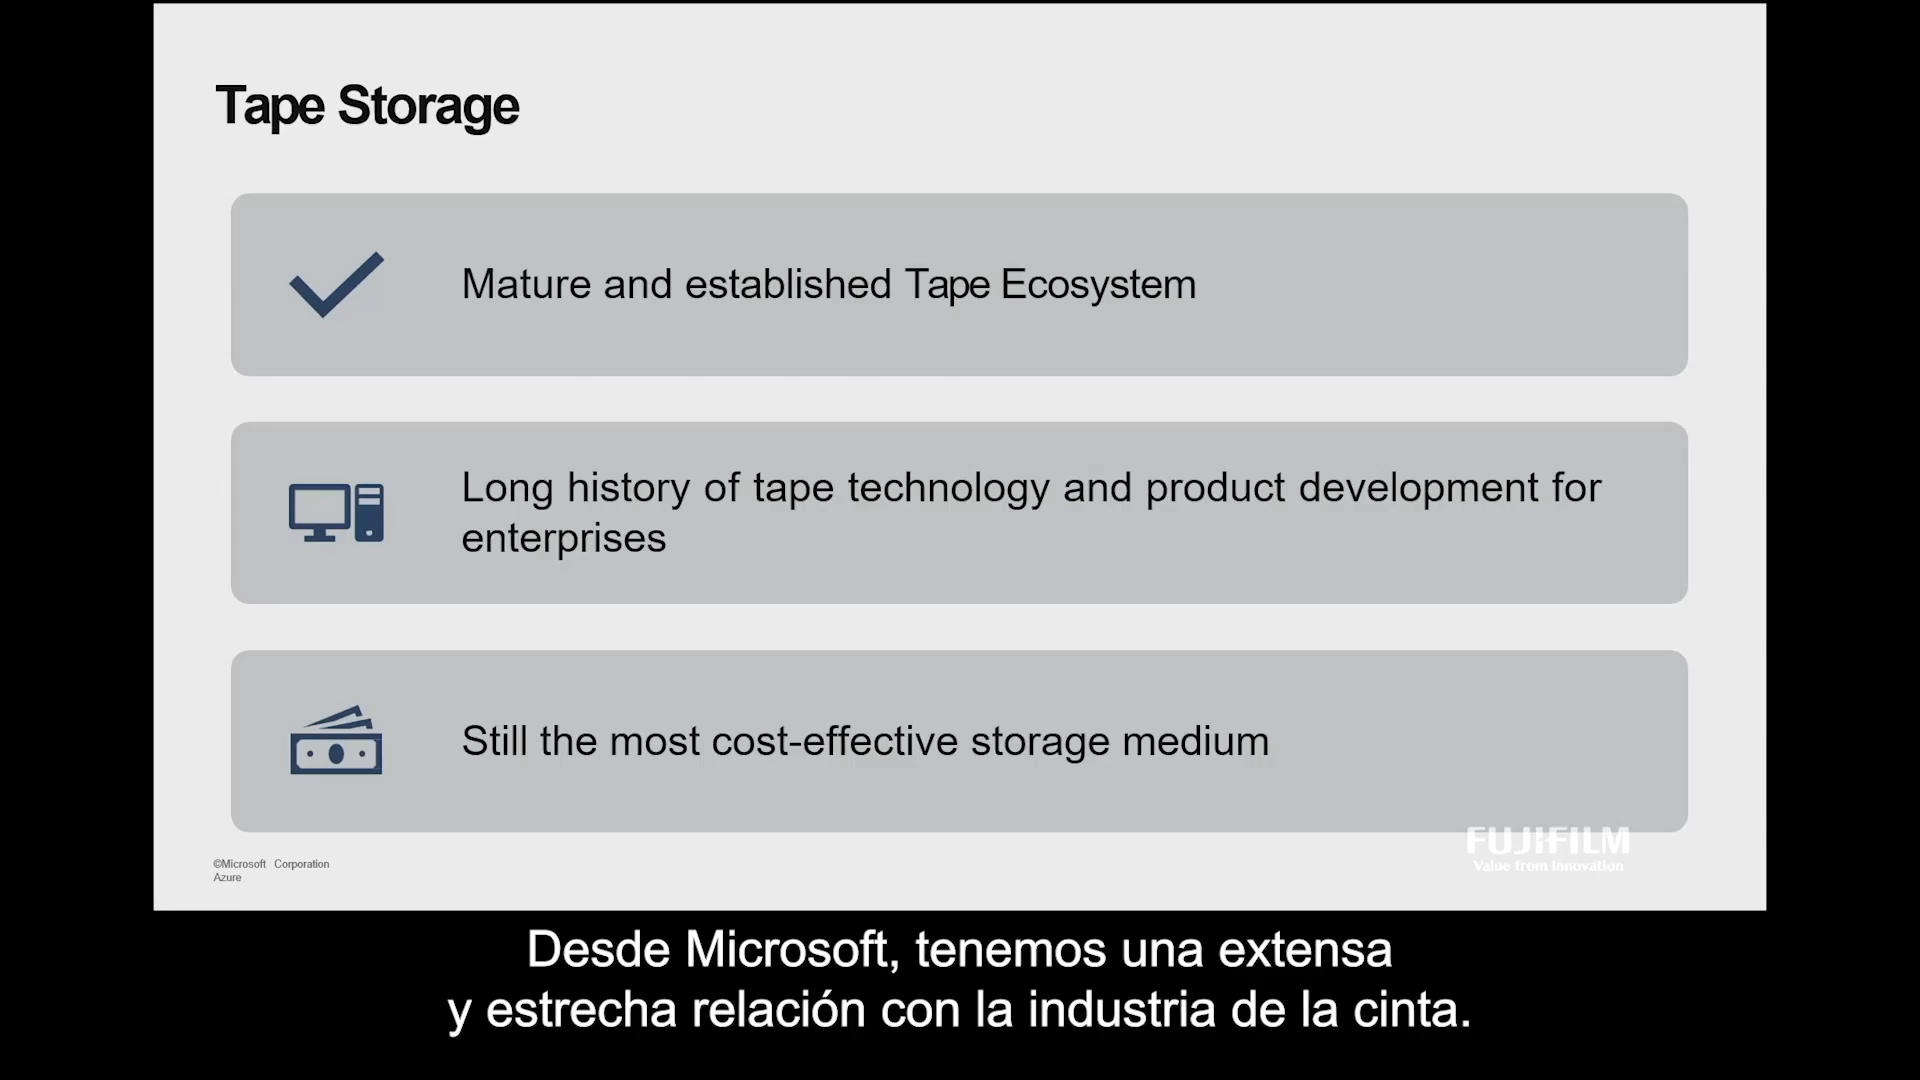 Tape Storage
Mature and established Tape Ecosystem
Long history of tape technology and product development for
enterprises
Still the most cost-effective storage medium
©Microsoft Corporation
Azure
FUJIFILM
Value from Innovation
Desde Microsoft, tenemos una extensa
y estrecha relación con la industria de la cinta.